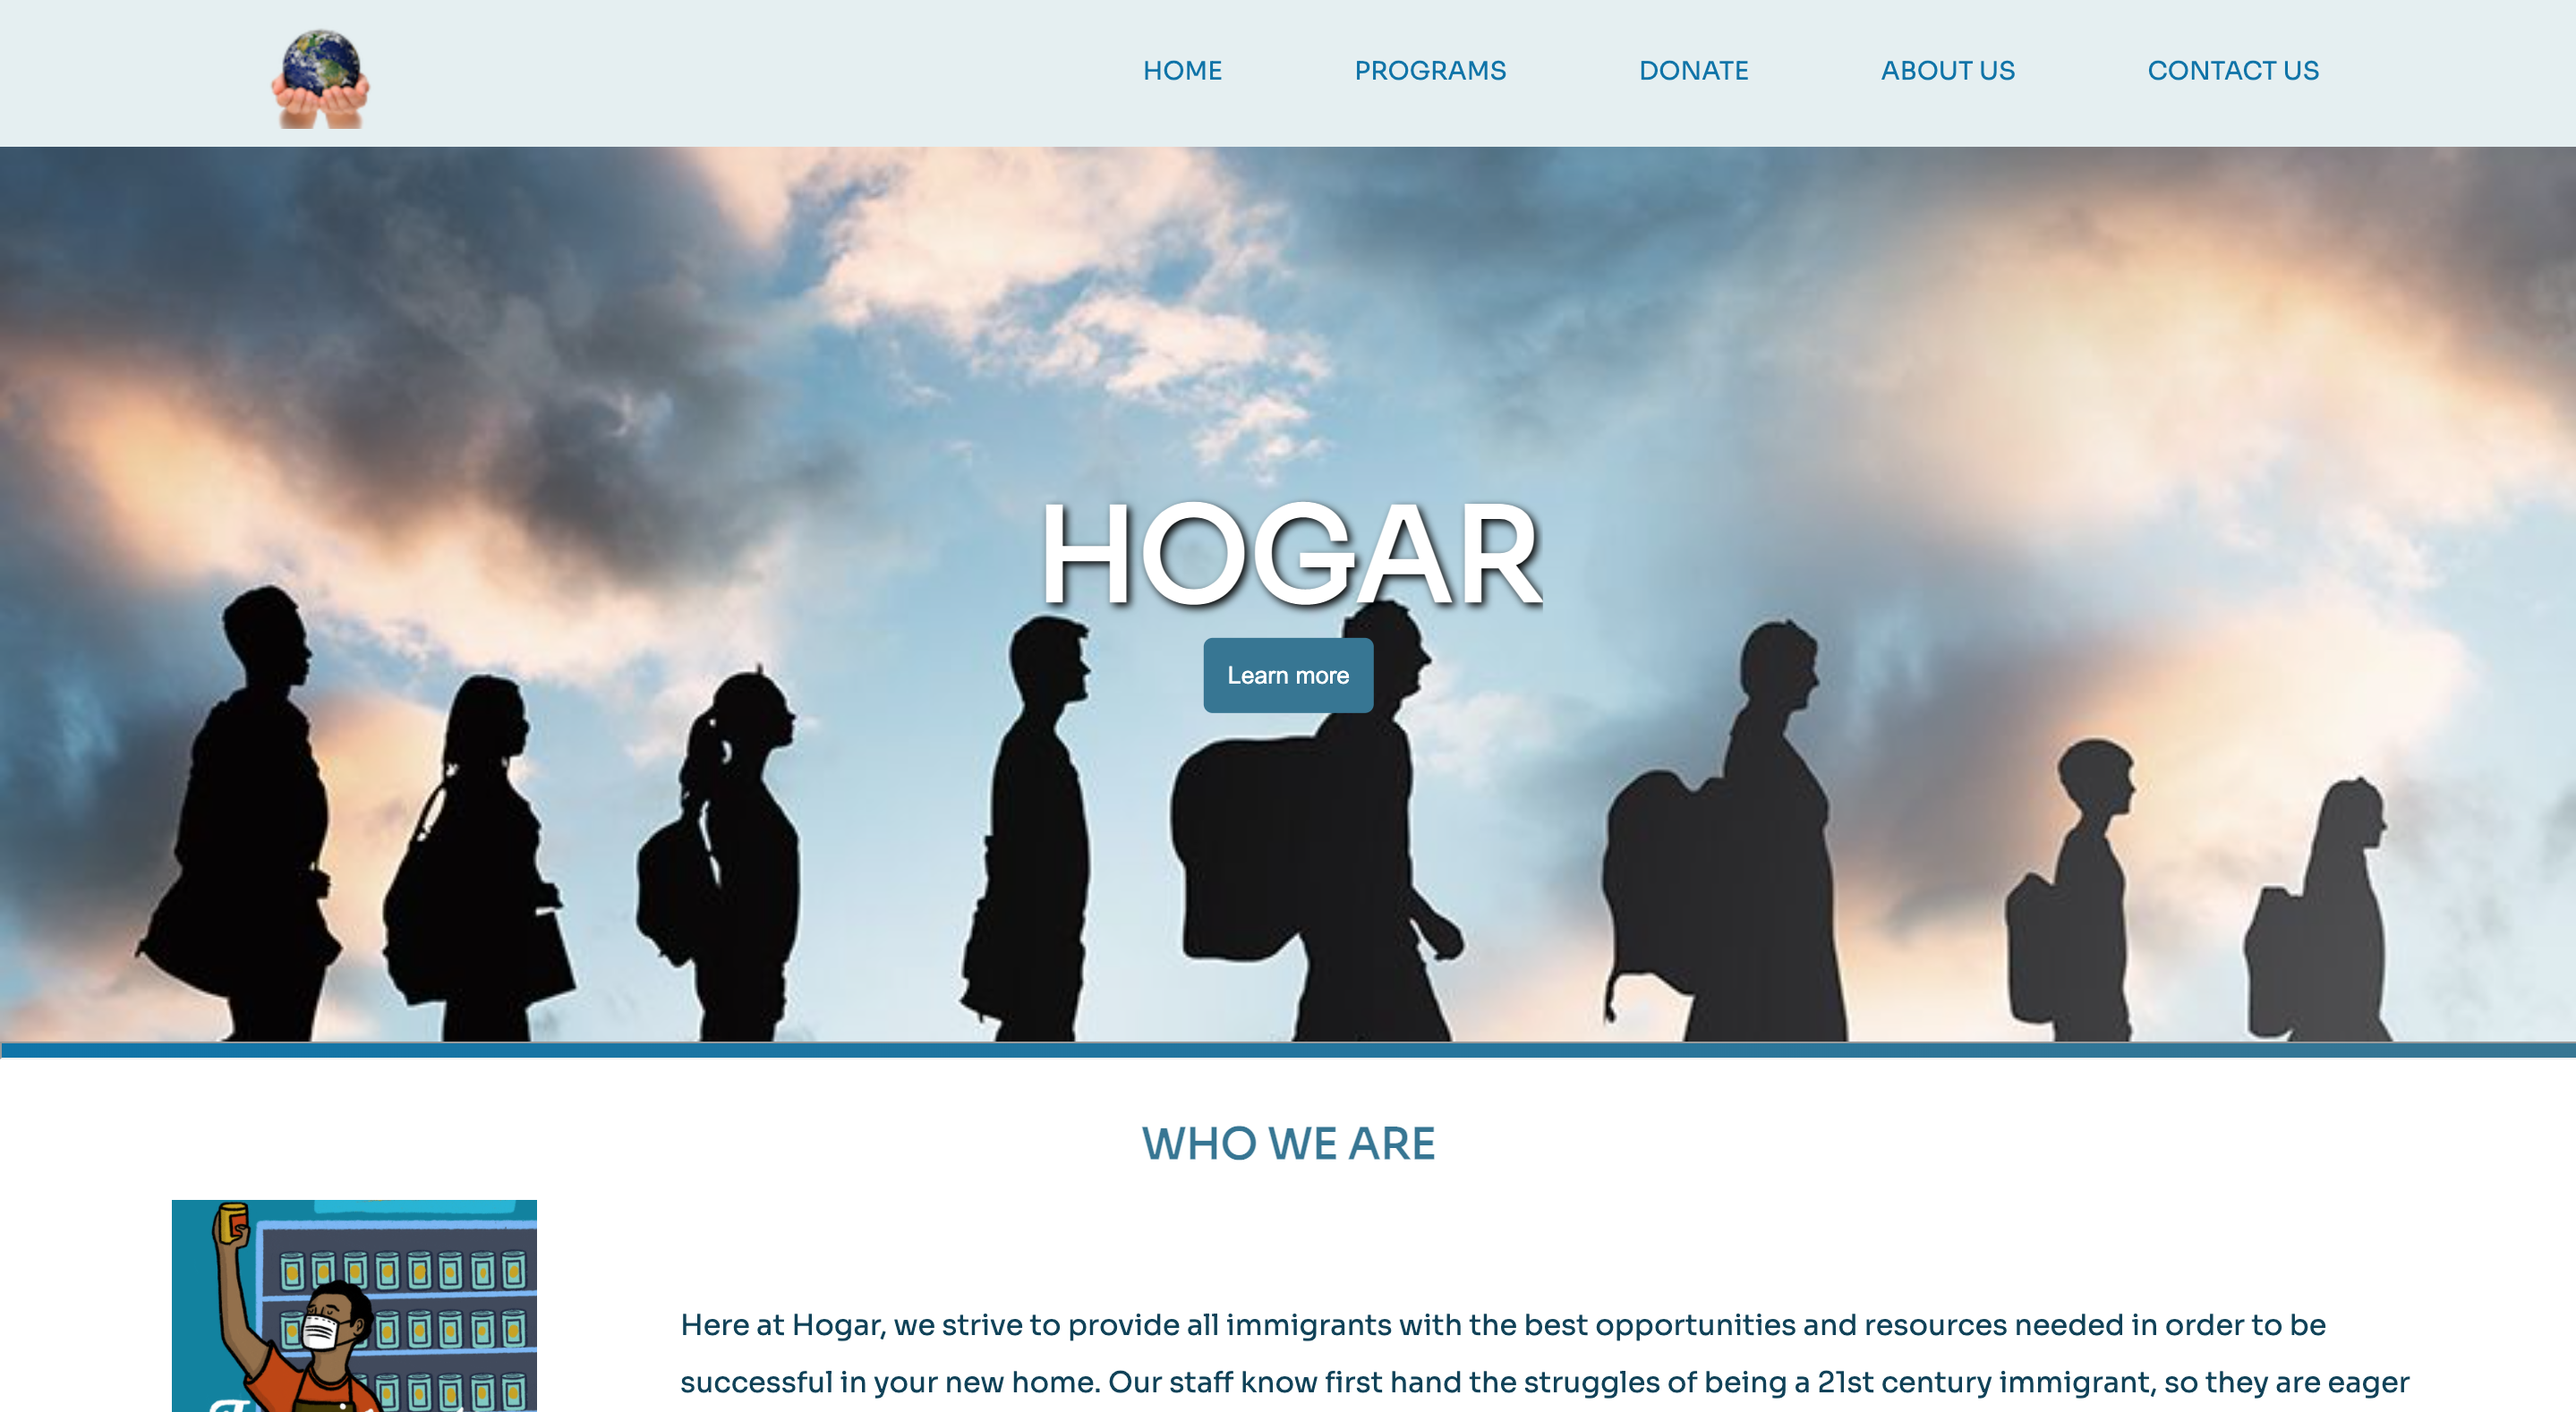 HOME PROGRAMS DONATE ABOUT US CONTACT US
HOGAR
Learn more
WHO WE ARE
Here at Hogar, we strive to provide all immigrants with the best opportunities and resources needed in order to be
successful in your new home. Our staff know first hand the struggles of being a 21st century immigrant, so they are eager